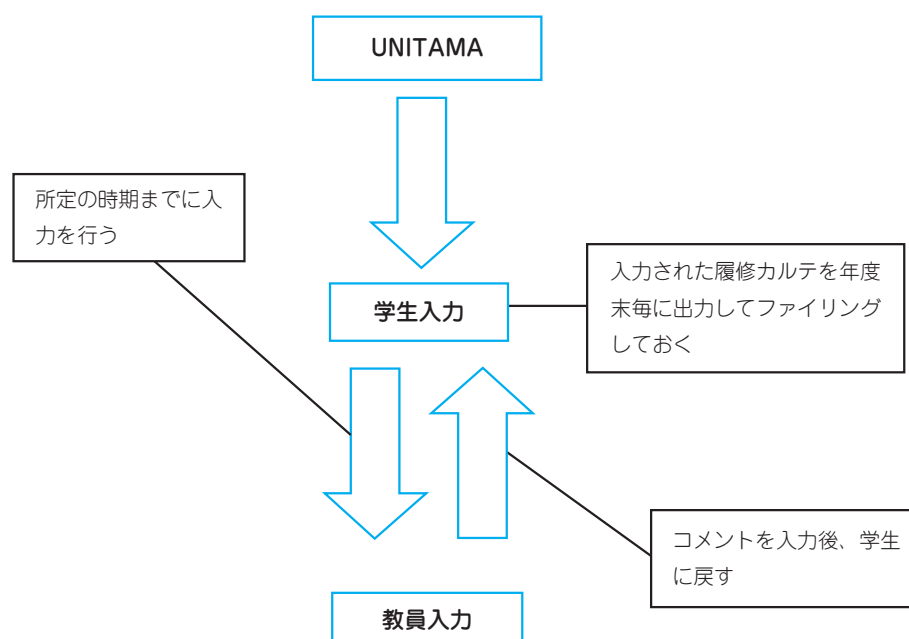 UNITAMA
所定の時期までに入
力を行う
学生入力
入力された履修カルテを年度
末毎に出力してファイリング
しておく
コメントを入力後、学生
に戻す
教員入力